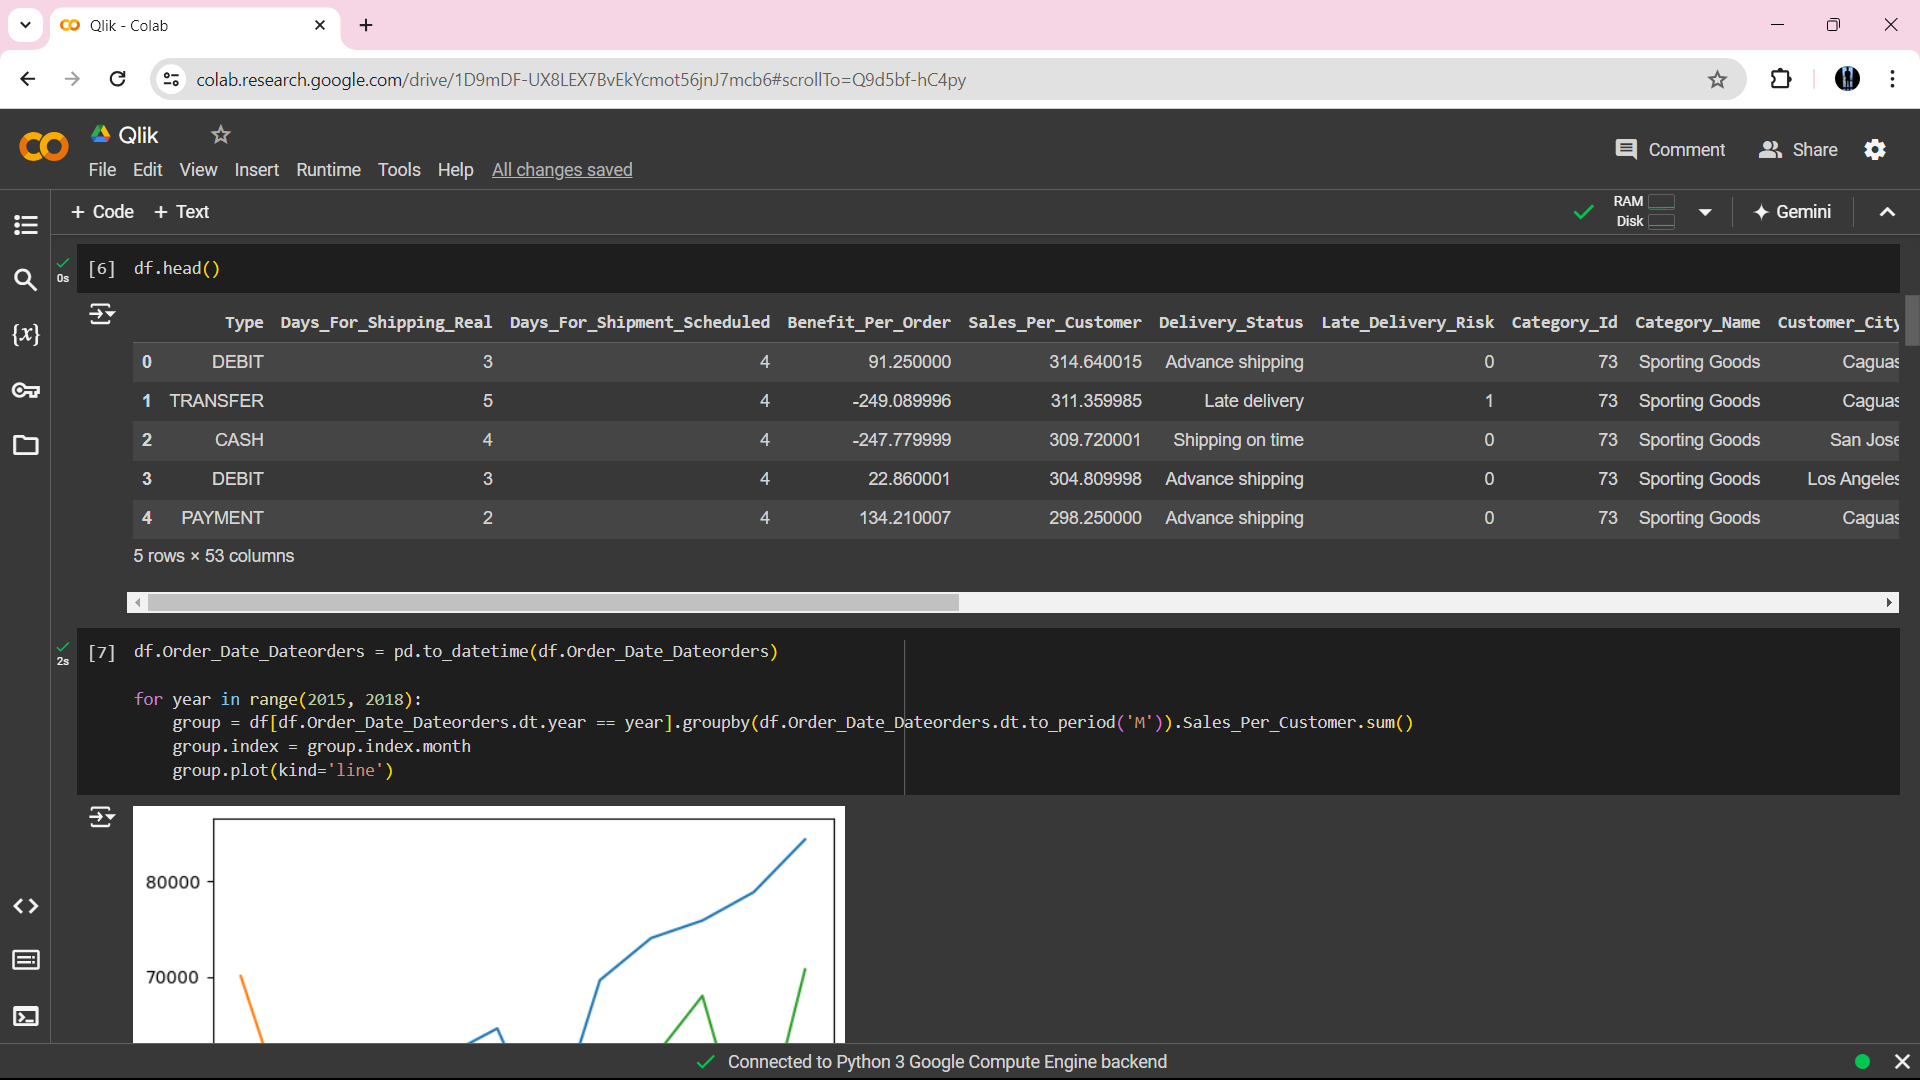 Qlik - Colab
colab.research.google.com/drive/1D9mDF-UX8LEX7BvEkYcmot56jnJ7mcb6#scrollTo=Q9d5bf-hC4py
Qlik
Comment Share
File Edit View Insert Runtime Tools Help All changes saved
+ Code + Text
RAM
Disk
Gemini
0s
[6] df.head()
Type Days_For_Shipping_Real Days_For_Shipment_Scheduled Benefit_Per_Order Sales_Per_Customer Delivery_Status Late_Delivery_Risk Category_Id Category_Name Customer_City
0 DEBIT 3 4 91.250000 314.640015 Advance shipping 0 73 Sporting Goods Caguas
1 TRANSFER 5 4 -249.089996 311.359985 Late delivery 1 73 Sporting Goods Caguas
2 CASH 4 4 -247.779999 309.720001 Shipping on time 0 73 Sporting Goods San Jose
3 DEBIT 3 4 22.860001 304.809998 Advance shipping 0 73 Sporting Goods Los Angeles
4 PAYMENT 2 4 134.210007 298.250000 Advance shipping 0 73 Sporting Goods Caguas
5 rows × 53 columns
2s
[7] df.Order_Date_Dateorders = pd.to_datetime(df.Order_Date_Dateorders)
for year in range(2015, 2018):
group = df[df.Order_Date_Dateorders.dt.year == year].groupby(df.Order_Date_Dateorders.dt.to_period('M')).Sales_Per_Customer.sum()
group.index = group.index.month
group.plot(kind='line')
80000
70000
Connected to Python 3 Google Compute Engine backend